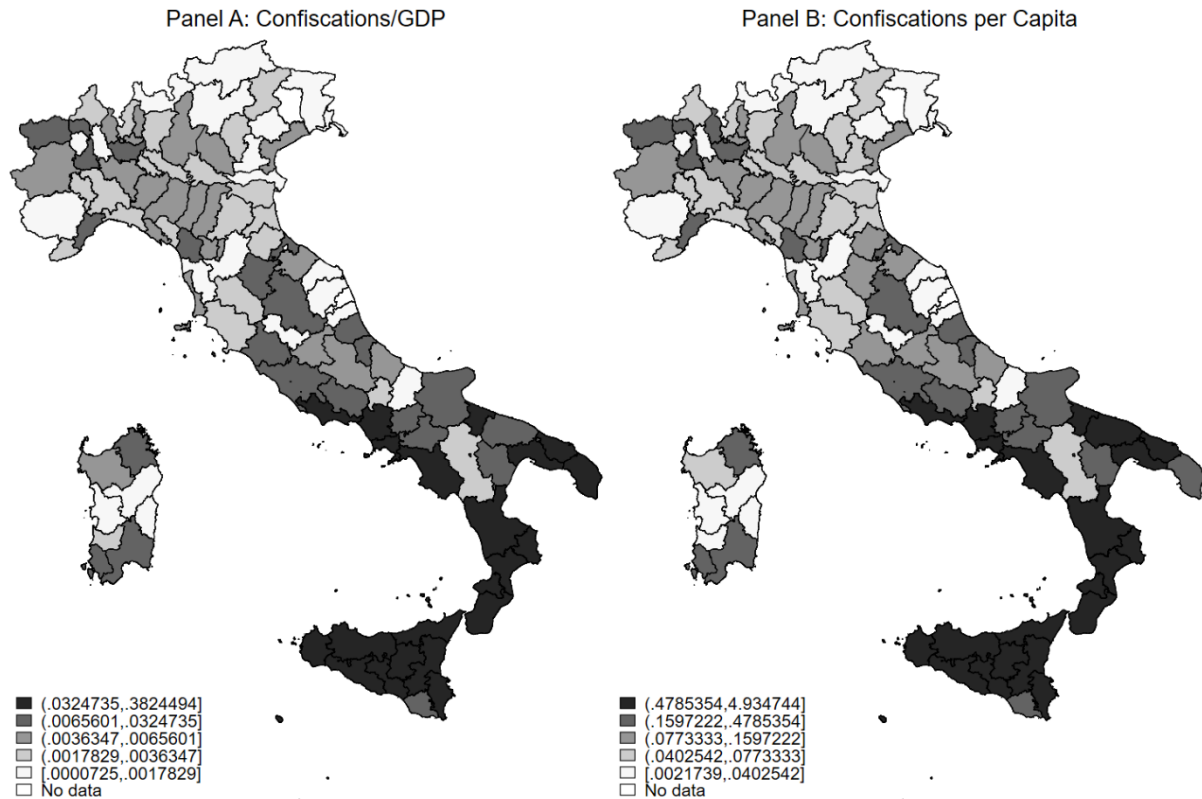 Panel A: Confiscations/GDP
Panel B: Confiscations per Capita
(.0324735,.3824494]
(.0065601,.0324735]
(.0036347,.0065601]
(.0017829,.0036347]
[.0000725,.0017829]
No data
(.4785354,4.934744]
(.1597222,.4785354]
(.0773333,.1597222]
(.0402542,.0773333]
[.0021739,.0402542]
No data